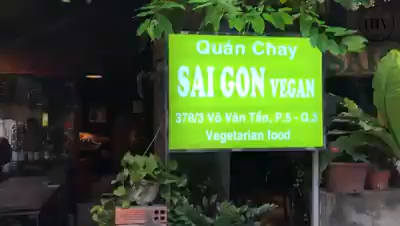 Quán Chay
SAI GON VEGAN
378/3 Võ Văn Tần, P.5 - Q.3
Vegetarian food